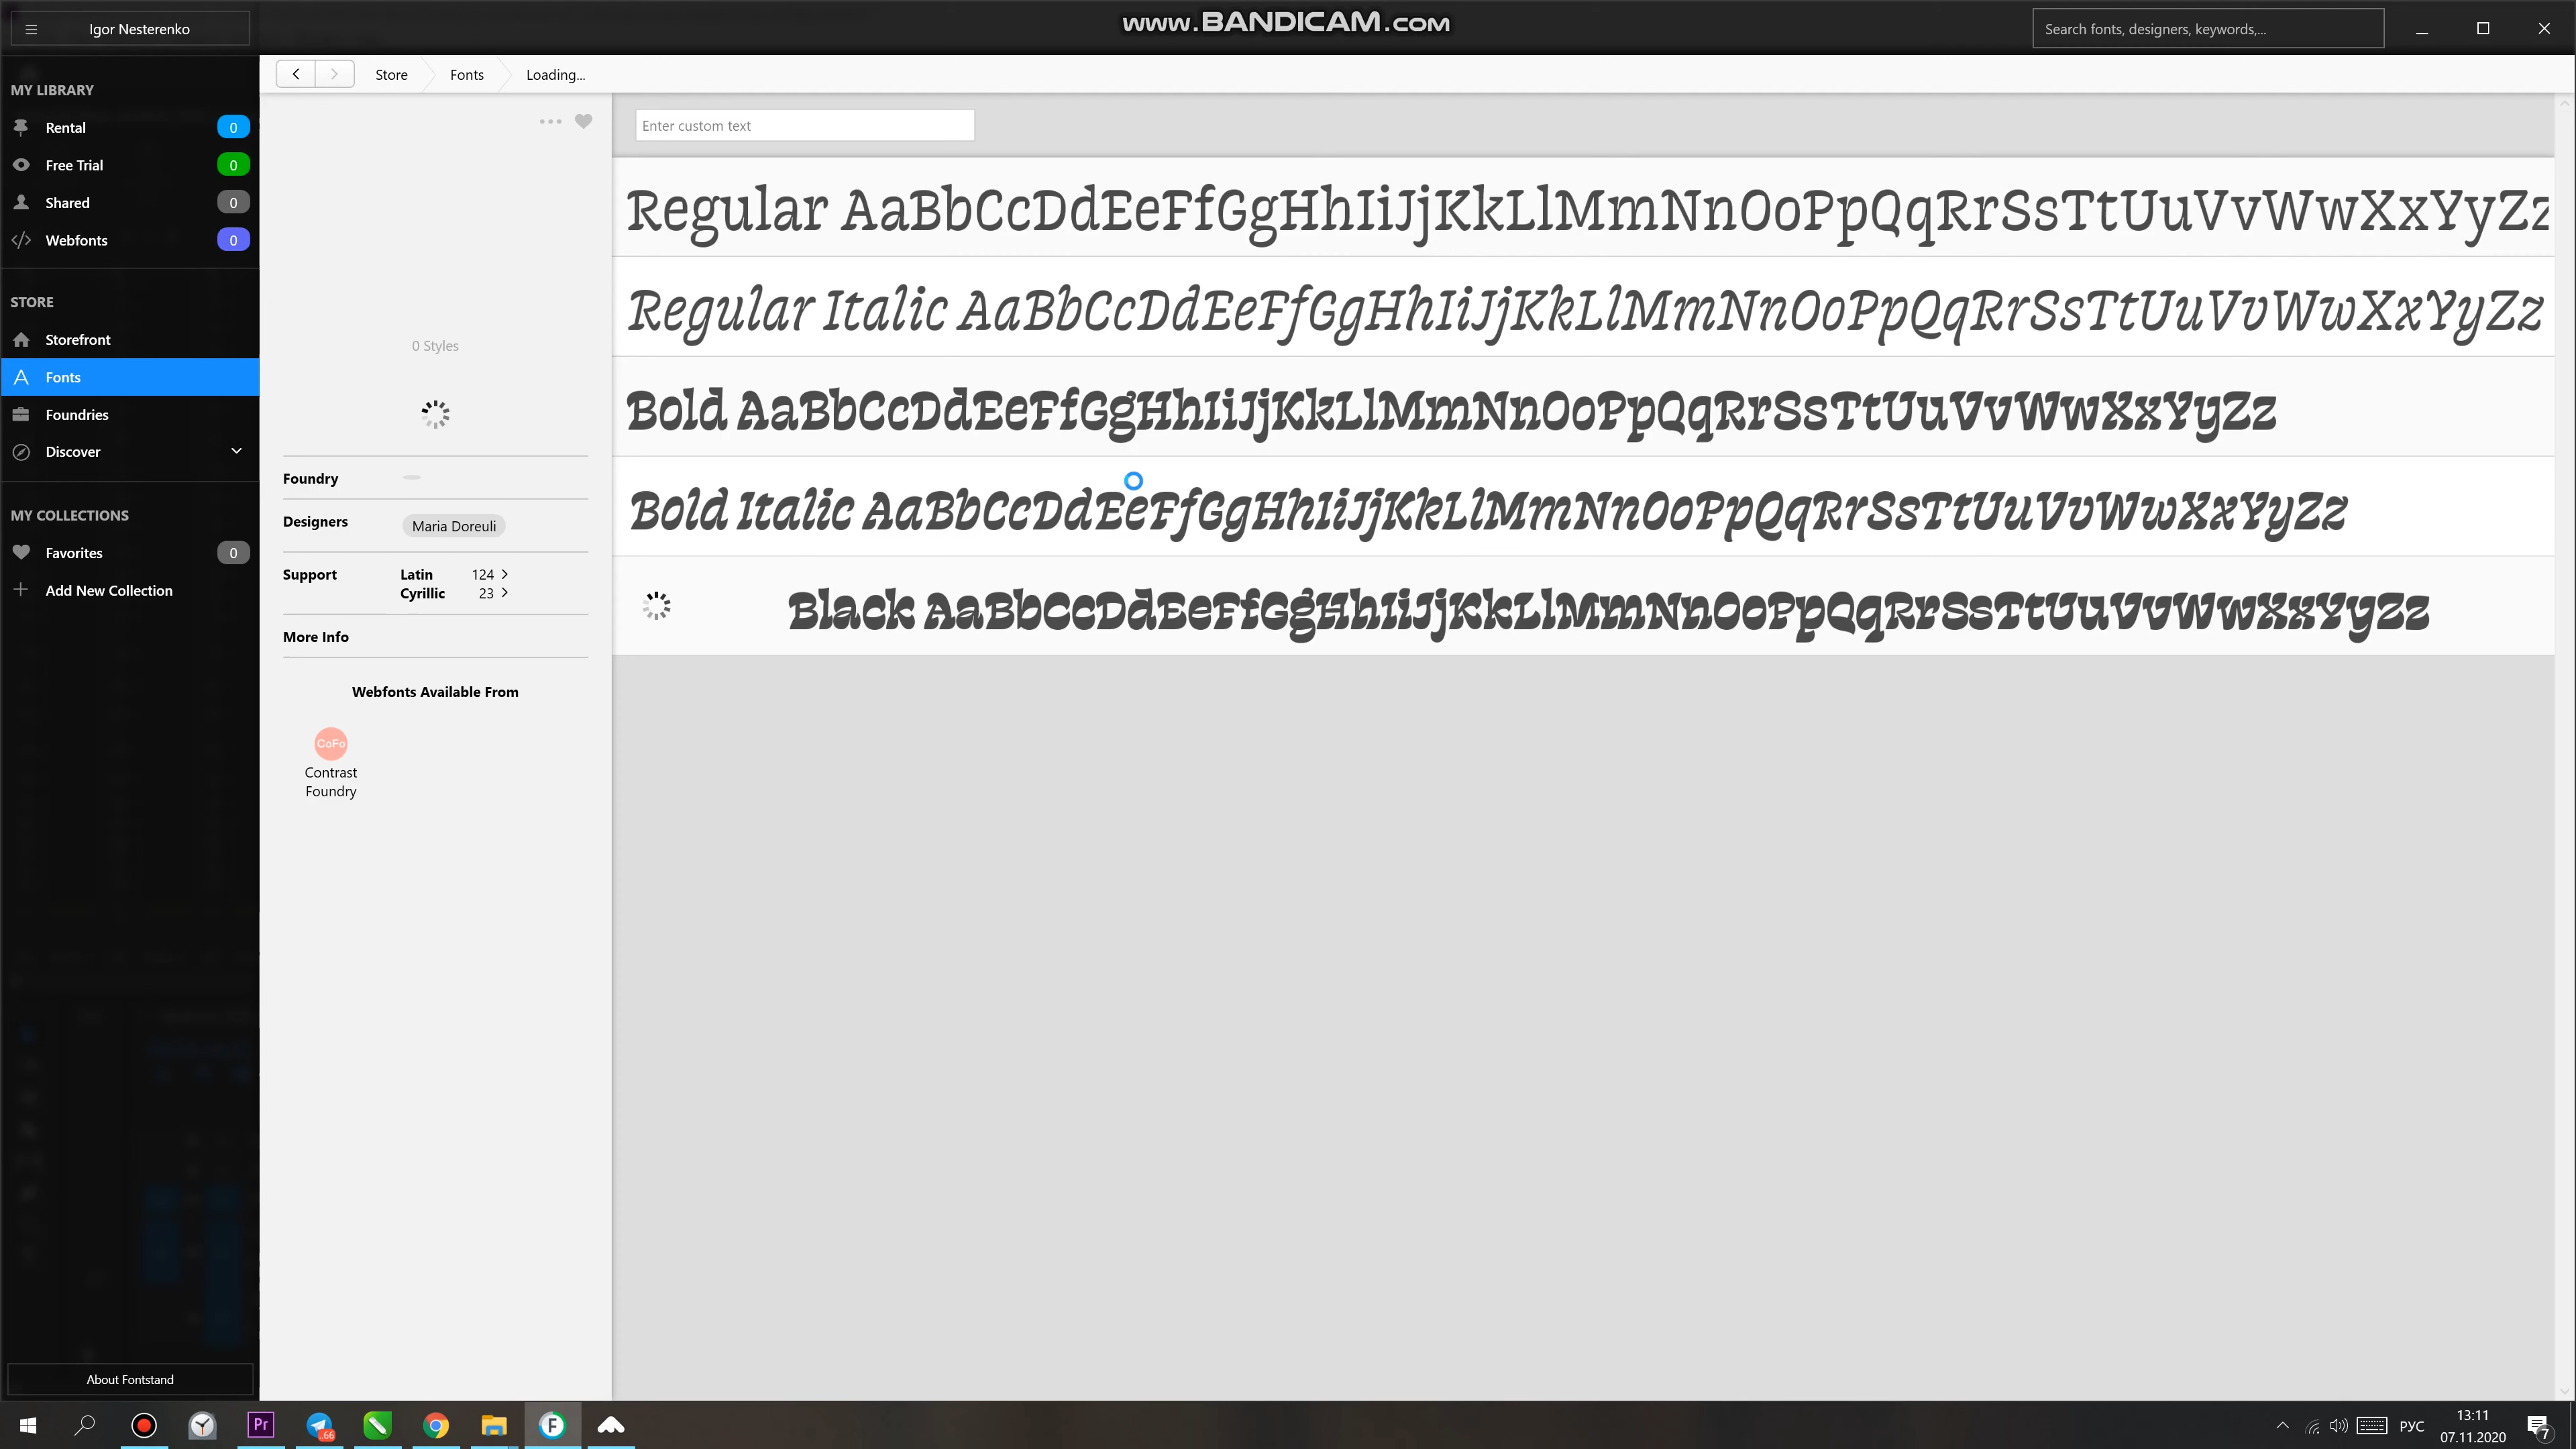 Igor Nesterenko
www.BANDICAM.com
Search fonts, designers, keywords,...
MY LIBRARY
Rental 0
Free Trial 0
Shared 0
Webfonts 0
STORE
Storefront
Fonts
Foundries
Discover
MY COLLECTIONS
Favorites 0
Add New Collection
About Fontstand
Store Fonts Loading...
0 Styles
Foundry
Designers Maria Doreuli
Support Latin 124
Cyrillic 23
More Info
Webfonts Available From
CoFo
Contrast
Foundry
Enter custom text
Regular AaBbCcDdEeFfGgHhIiJjKkLlMmNnOoPpQqRrSsTtUuVvWwXxYyZz
Regular Italic AaBbCcDdEeFfGgHhIiJjKkLlMmNnOoPpQqRrSsTtUuVvWwXxYyZz
Bold AaBbCcDdEeFfGgHhIiJjKkLlMmNnOoPpQqRrSsTtUuVvWwXxYyZz
Bold Italic AaBbCcDdEeFfGgHhIiJjKkLlMmNnOoPpQqRrSsTtUuVvWwXxYyZz
Black AaBbCcDdEeFfGgHhIiJjKkLlMmNnOoPpQqRrSsTtUuVvWwXxYyZz
Pr
.66
F
РУС
13:11
07.11.2020
7